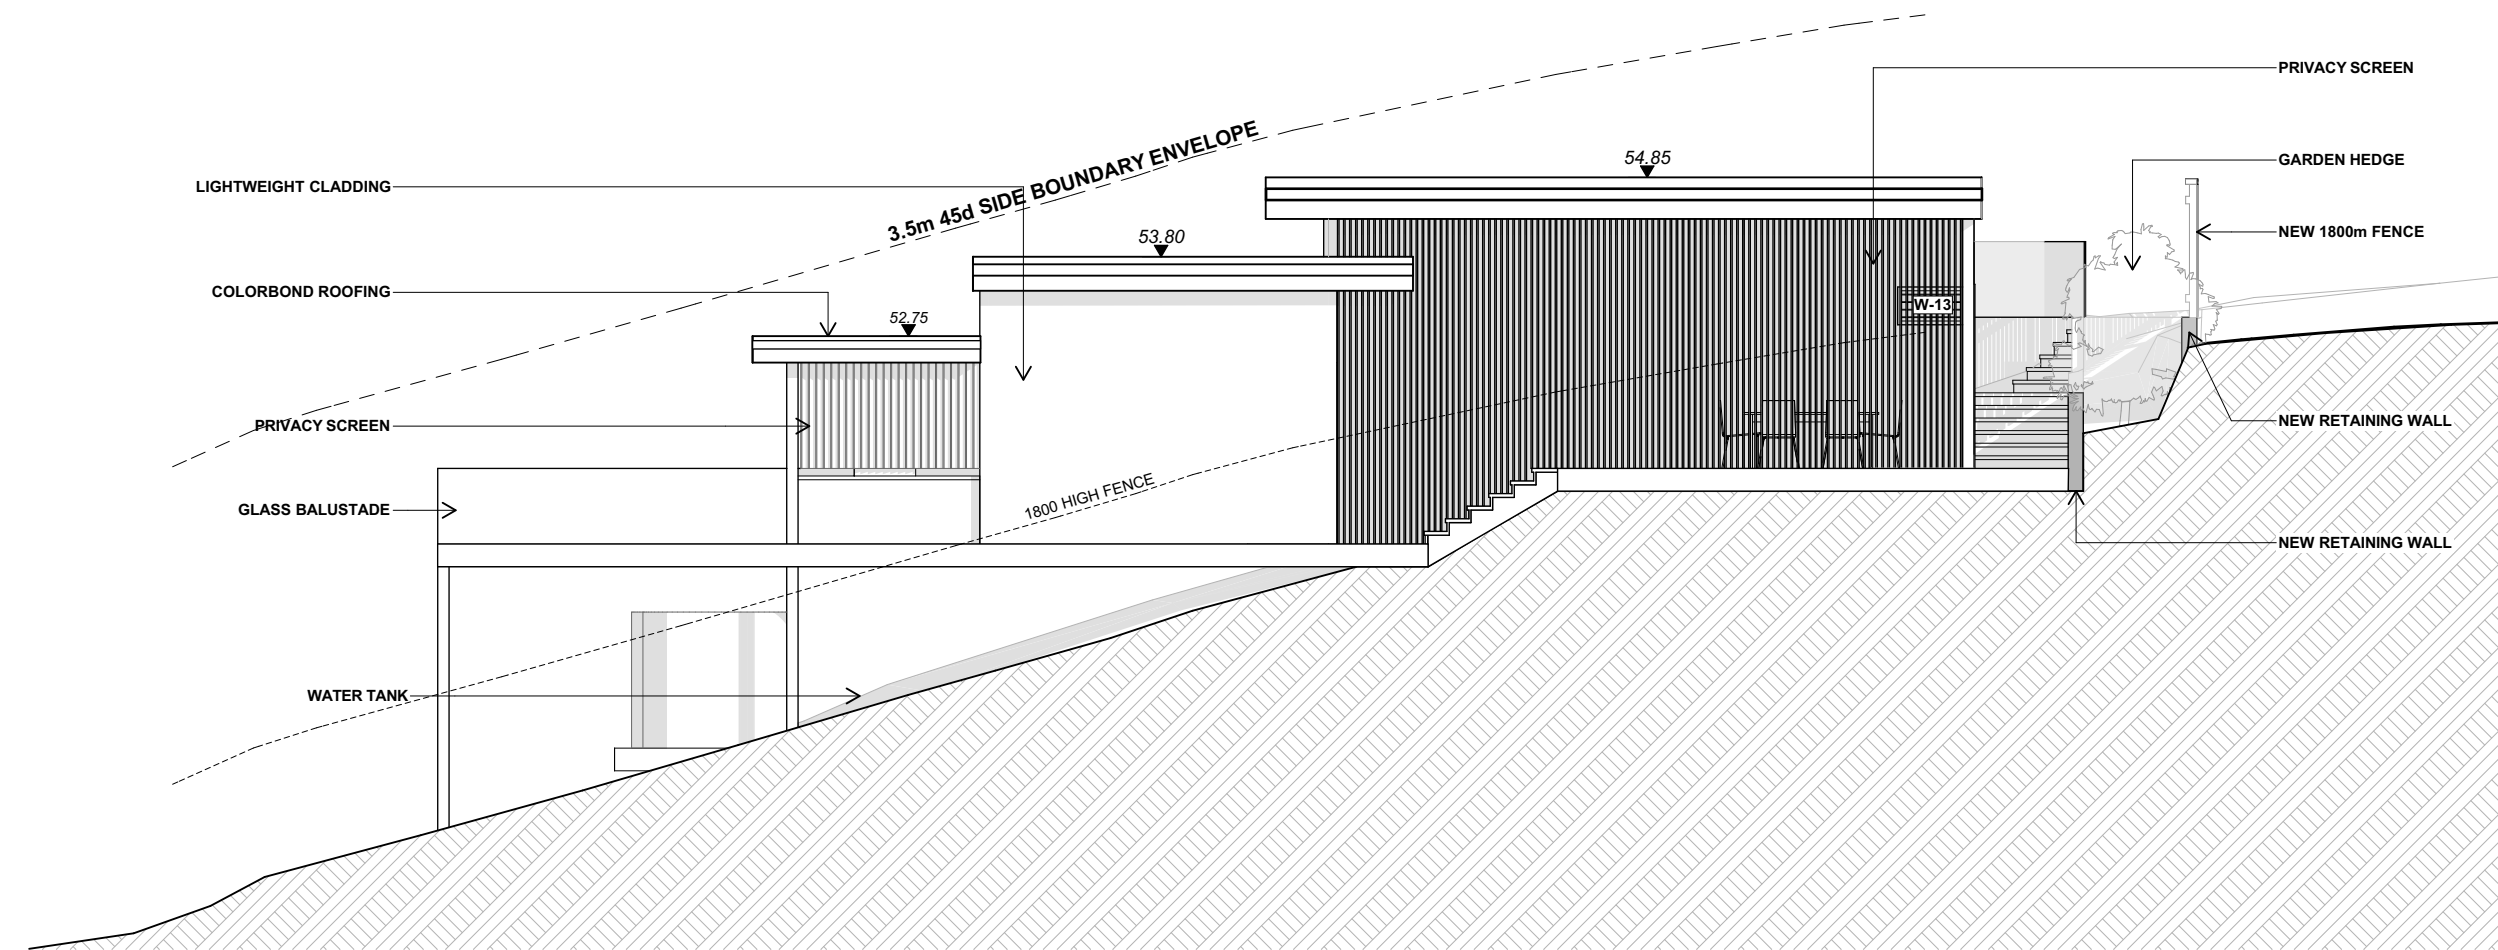 PRIVACY SCREEN
3.5m 45d SIDE BOUNDARY ENVELOPE
54.85
GARDEN HEDGE
LIGHTWEIGHT CLADDING
53.80
NEW 1800m FENCE
COLORBOND ROOFING
W-13
52.75
PRIVACY SCREEN
NEW RETAINING WALL
1800 HIGH FENCE
GLASS BALUSTADE
NEW RETAINING WALL
WATER TANK